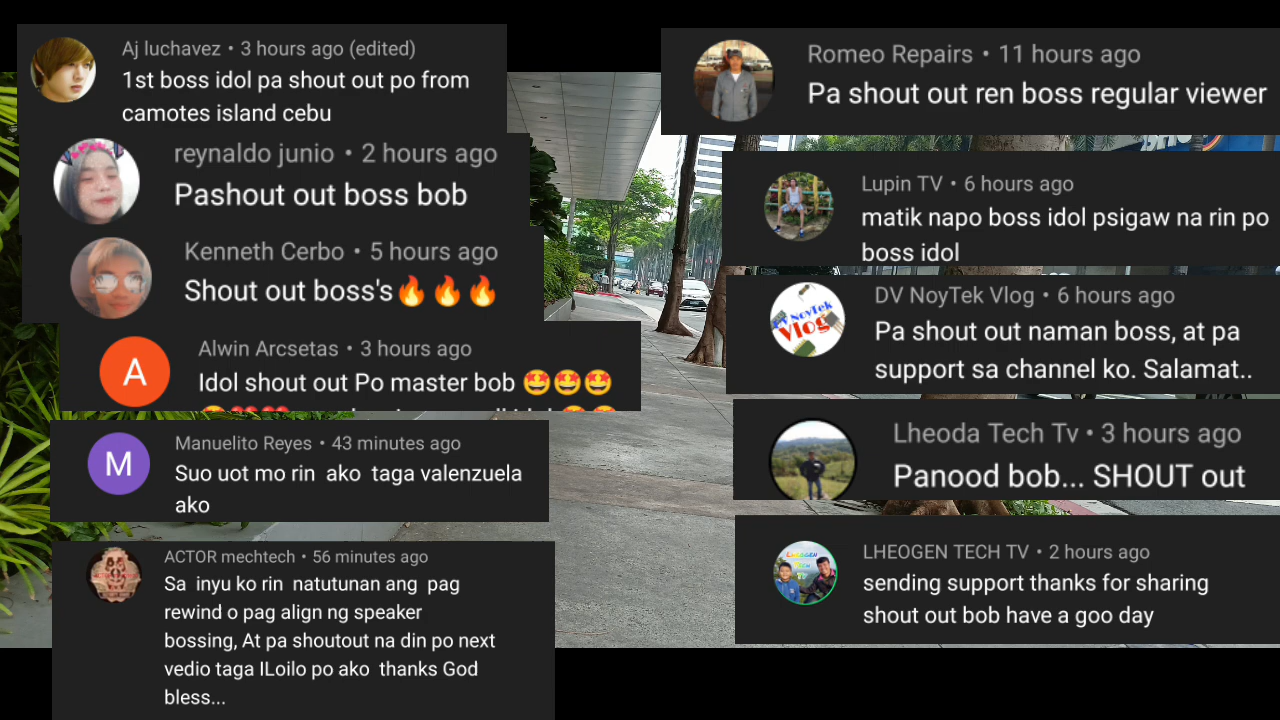 Aj luchavez • 3 hours ago (edited)
1st boss idol pa shout out po from
camotes island cebu
reynaldo junio • 2 hours ago
Pashout out boss bob
Kenneth Cerbo • 5 hours ago
Shout out boss's🔥🔥🔥
A
Alwin Arcsetas • 3 hours ago
Idol shout out Po master bob 🤩🤩🤩
M
Manuelito Reyes • 43 minutes ago
Suo uot mo rin ako taga valenzuela
ako
ACTOR mechtech • 56 minutes ago
Sa inyu ko rin natutunan ang pag
rewind o pag align ng speaker
bossing, At pa shoutout na din po next
vedio taga ILoilo po ako thanks God
bless...
Romeo Repairs • 11 hours ago
Pa shout out ren boss regular viewer
Lupin TV • 6 hours ago
matik napo boss idol psigaw na rin po
boss idol
DV NoyTek Vlog
DV NoyTek Vlog • 6 hours ago
Pa shout out naman boss, at pa
support sa channel ko. Salamat..
Lheoda Tech Tv • 3 hours ago
Panood bob... SHOUT out
LHEOGEN TECH TV • 2 hours ago
sending support thanks for sharing
shout out bob have a goo day